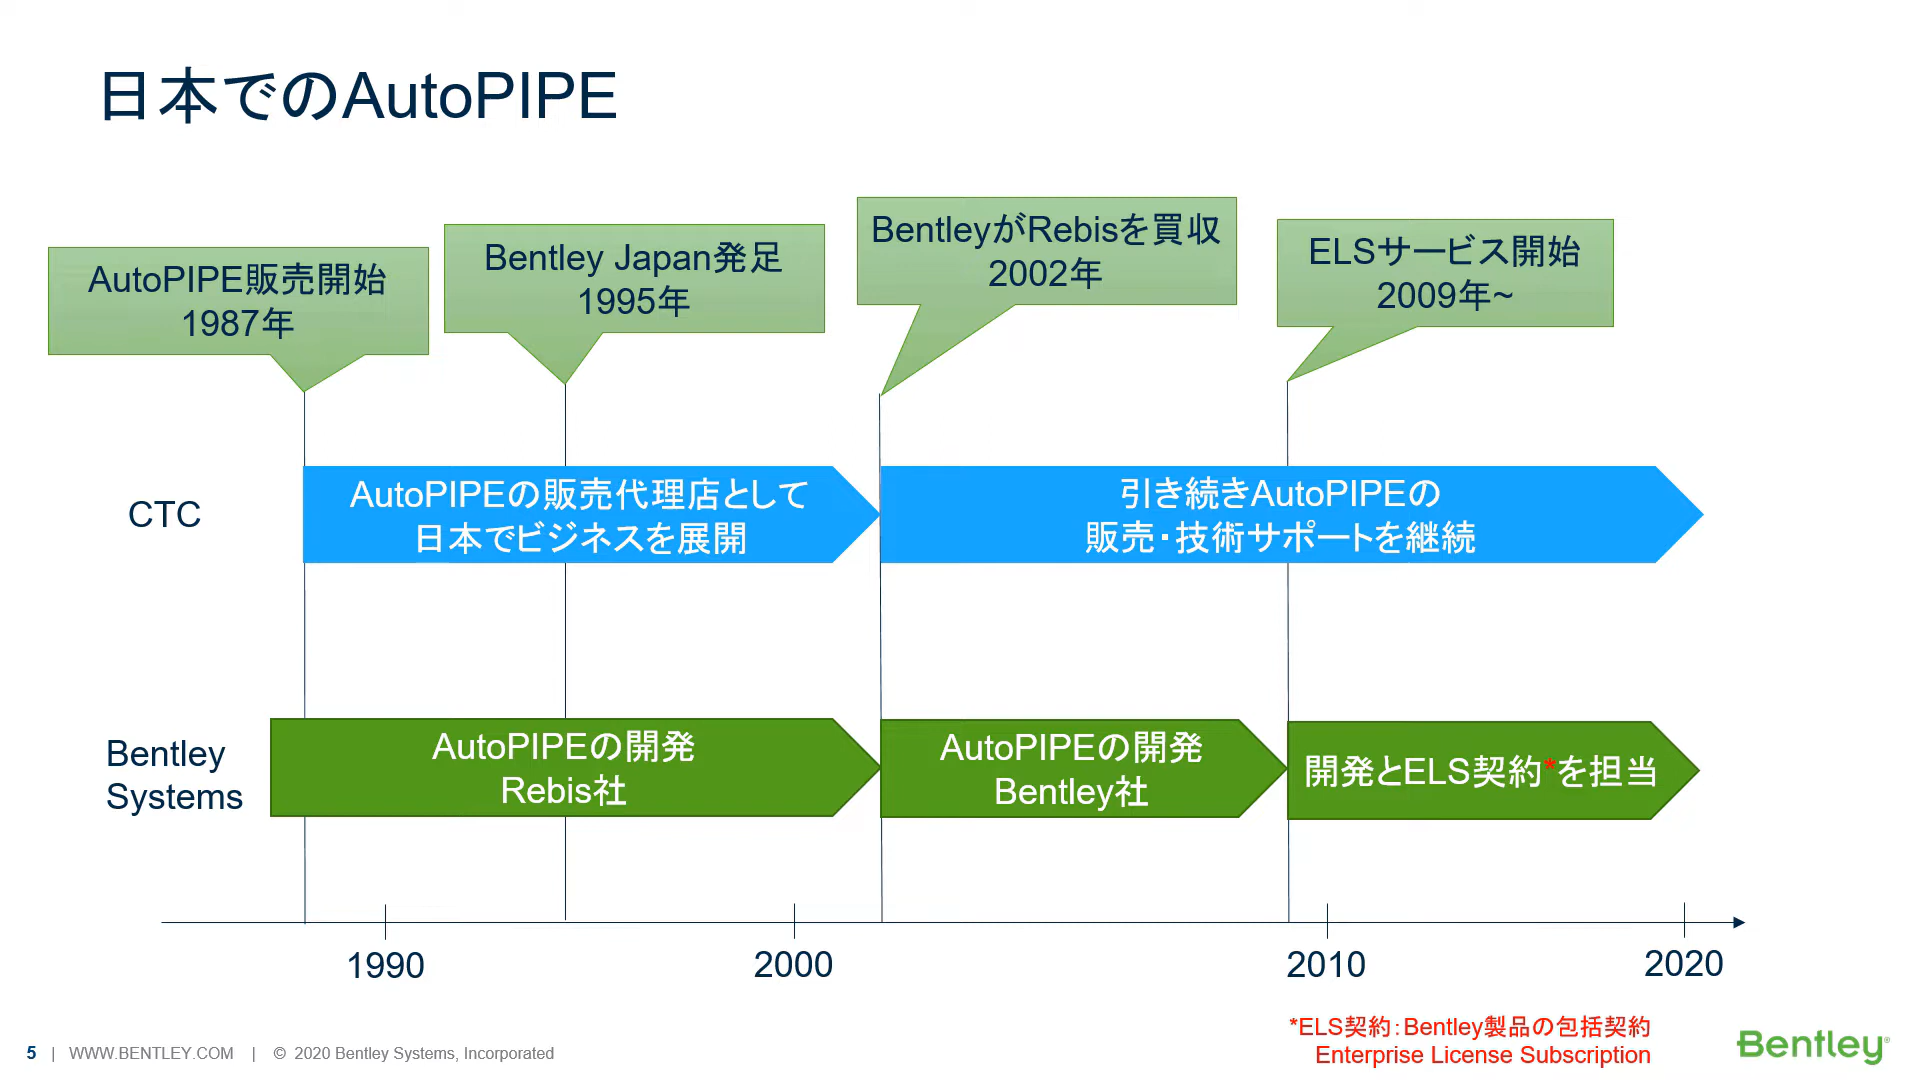 日本でのAutoPIPE
AutoPIPE販売開始
1987年
Bentley Japan発足
1995年
BentleyがRebisを買収
2002年
ELSサービス開始
2009年~
CTC
AutoPIPEの販売代理店として
日本でビジネスを展開
引き続きAutoPIPEの
販売・技術サポートを継続
Bentley
Systems
AutoPIPEの開発
Rebis社
AutoPIPEの開発
Bentley社
開発とELS契約*を担当
1990
2000
2010
2020
*ELS契約：Bentley製品の包括契約
Enterprise License Subscription
5 | WWW.BENTLEY.COM | © 2020 Bentley Systems, Incorporated
Bentley®